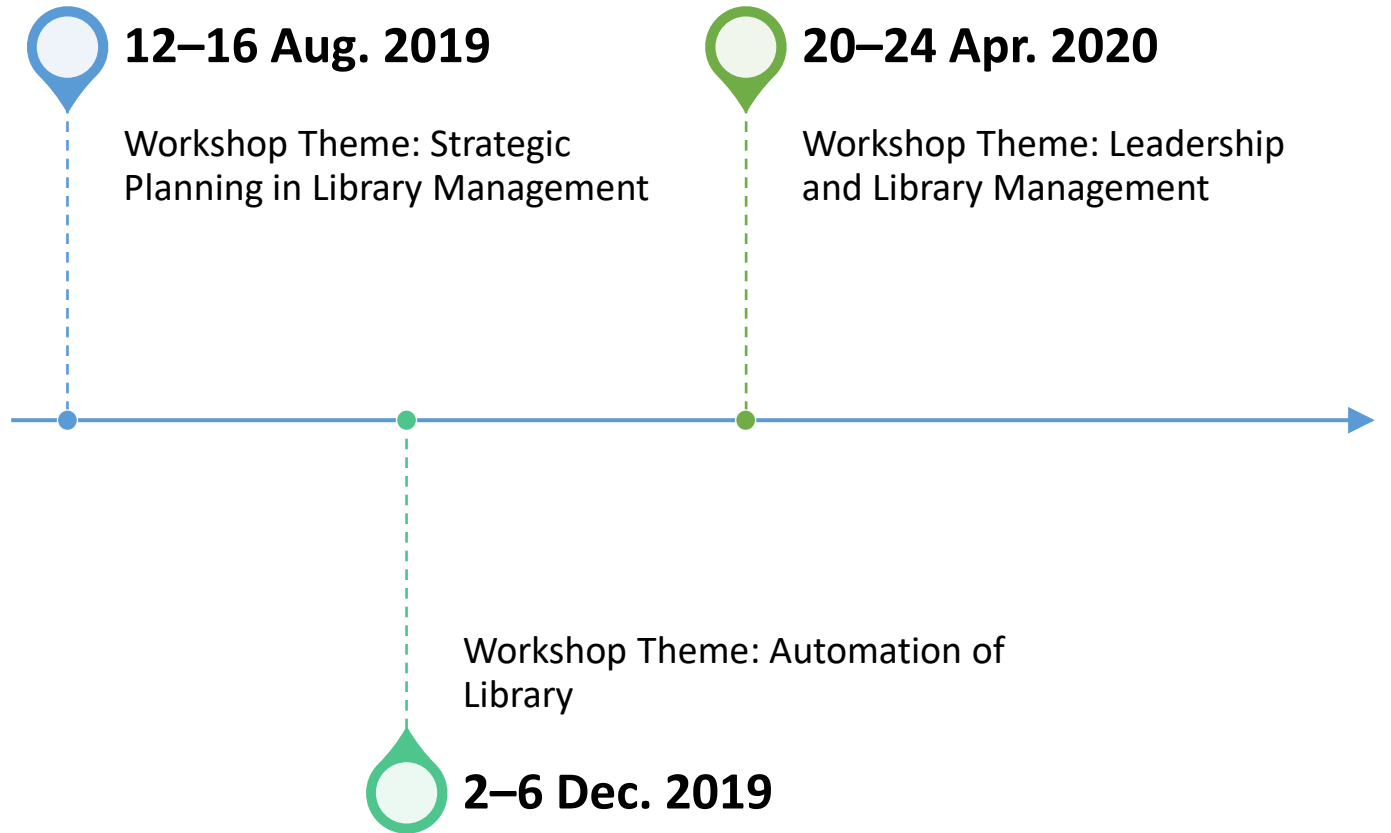 12–16 Aug. 2019
Workshop Theme: Strategic
Planning in Library Management
20–24 Apr. 2020
Workshop Theme: Leadership
and Library Management
Workshop Theme: Automation of
Library
2–6 Dec. 2019